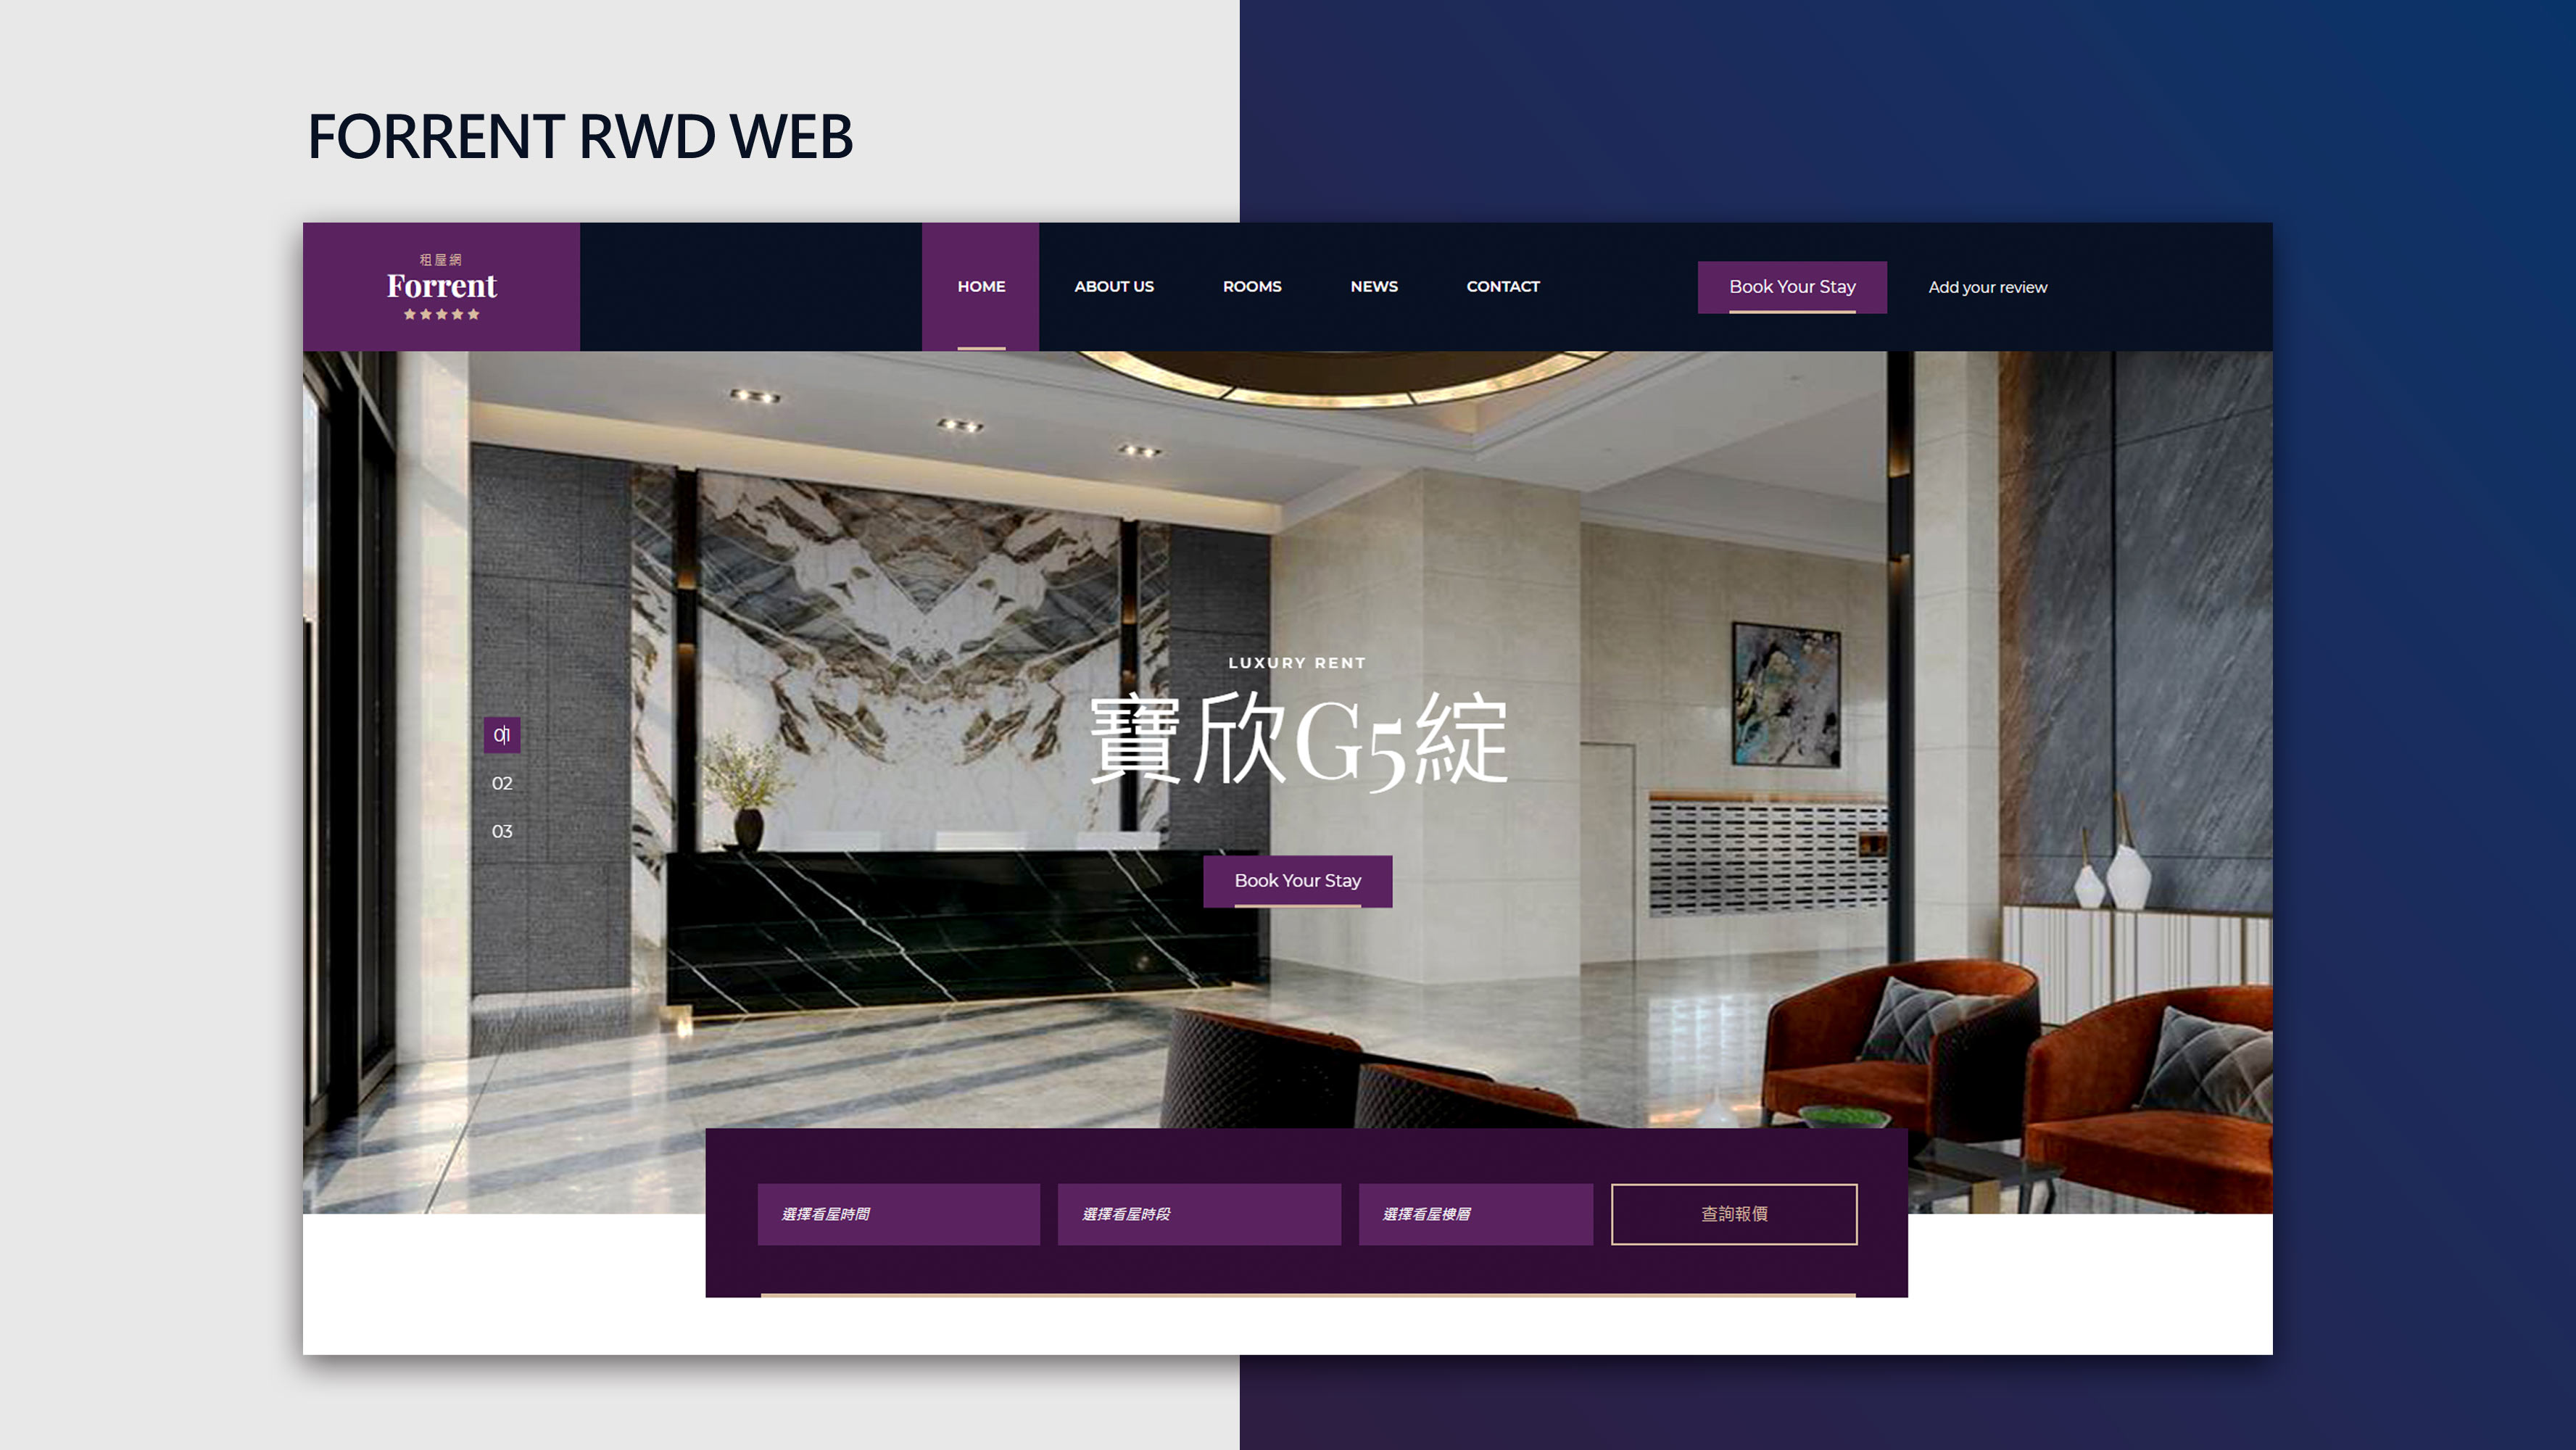 FORRENT RWD WEB
租屋網
Forrent
HOME
ABOUT US
ROOMS
NEWS
CONTACT
Book Your Stay
Add your review
LUXURY RENT
寶欣G5綻
01
02
03
Book Your Stay
選擇看屋時間
選擇看屋時段
選擇看屋樓層
查詢報價